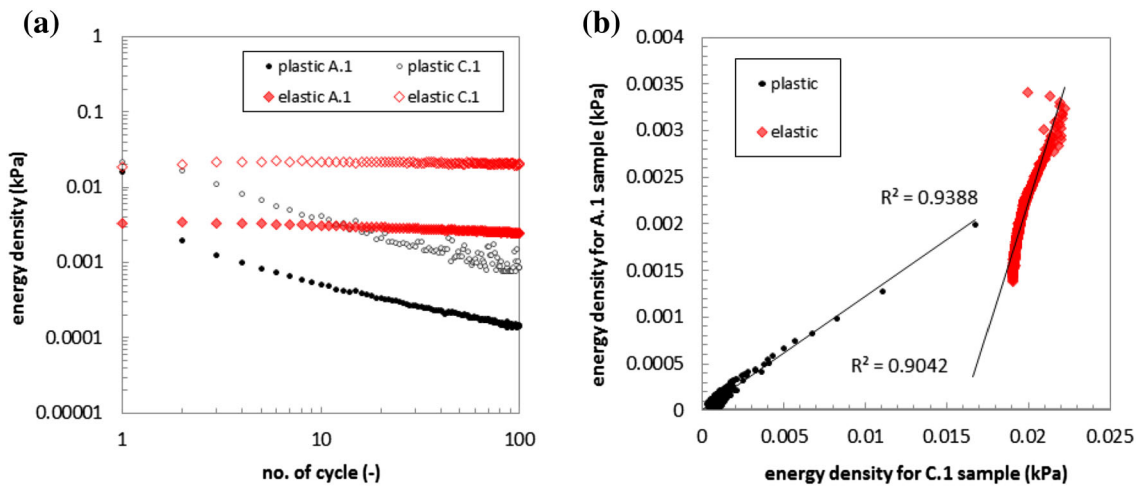 (a)
1
0.1
0.01
0.001
0.0001
0.00001
energy density (kPa)
plastic A.1
plastic C.1
elastic A.1
elastic C.1
1
10
100
no. of cycle (-)
(b)
0.004
0.0035
0.003
0.0025
0.002
0.0015
0.001
0.0005
0
energy density for A.1 sample (kPa)
plastic
elastic
R² = 0.9388
R² = 0.9042
0
0.005
0.01
0.015
0.02
0.025
energy density for C.1 sample (kPa)